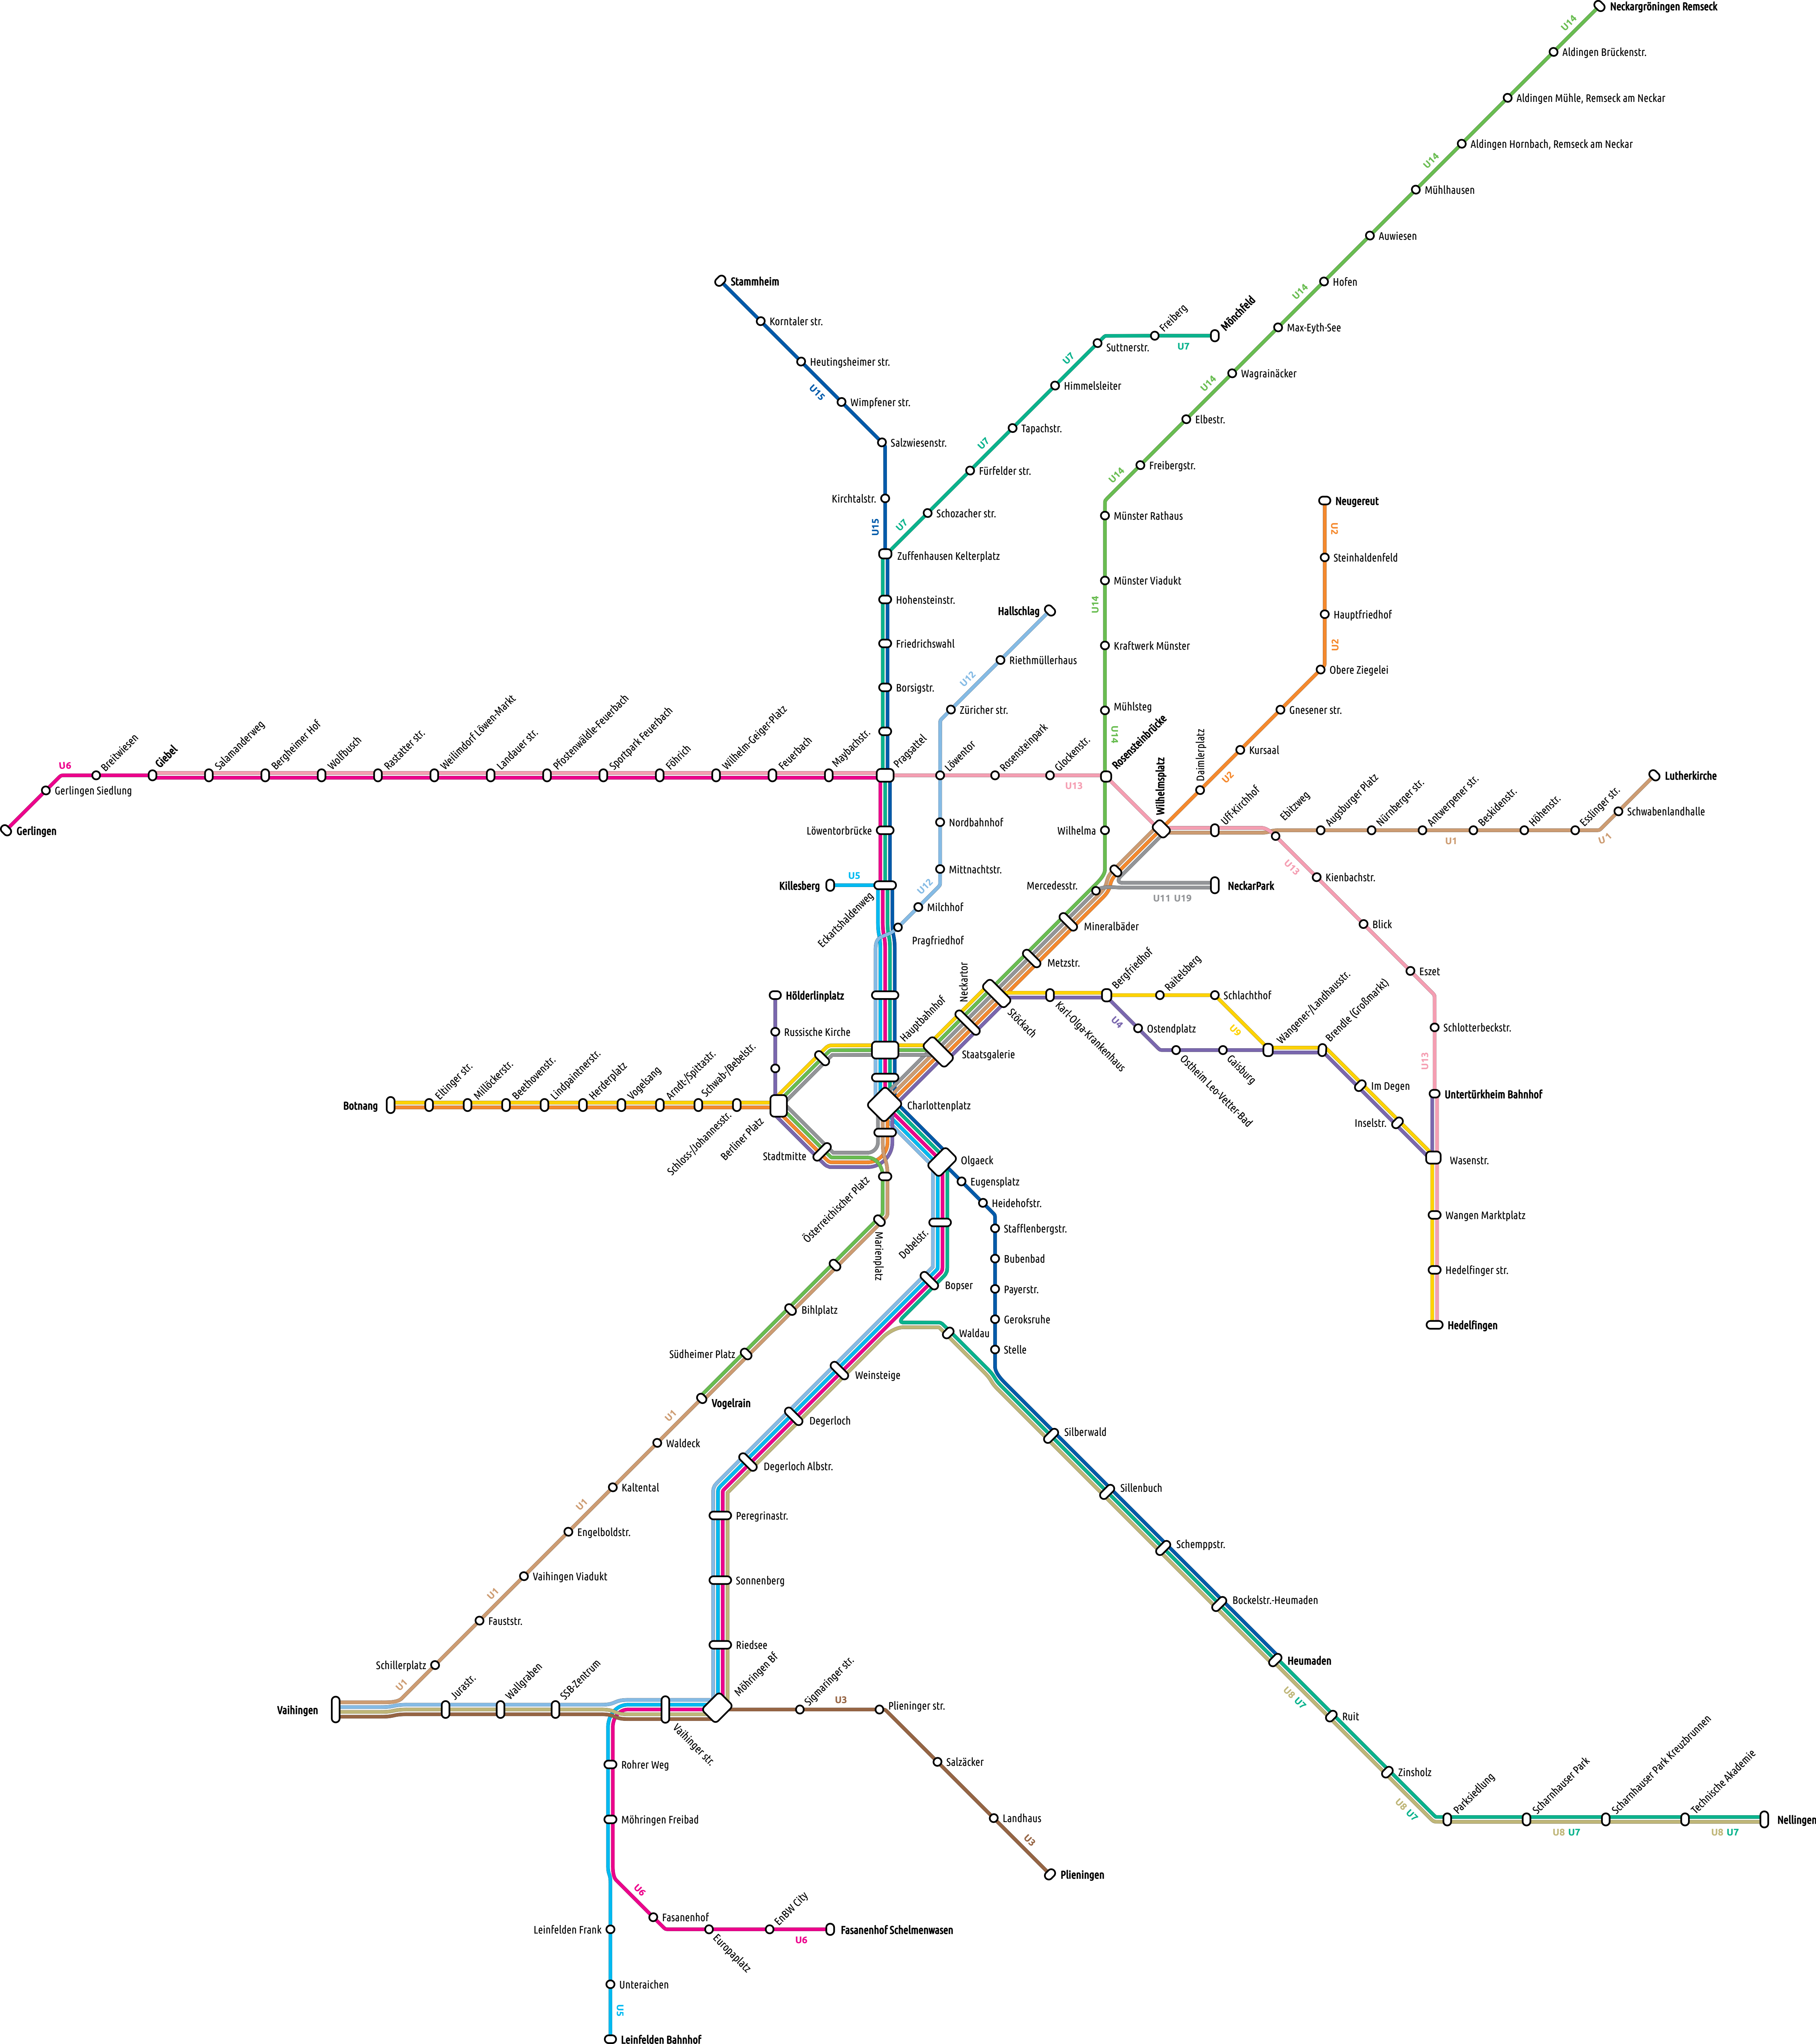 Neckargröningen Remseck
U14
Aldingen Brückenstr.
Aldingen Mühle, Remseck am Neckar
Aldingen Hornbach, Remseck am Neckar
U14
Mühlhausen
Auwiesen
Hofen
U14
Max-Eyth-See
Wagrainäcker
U14
Elbestr.
Freibergstr.
U14
Münster Rathaus
Münster Viadukt
U14
Kraftwerk Münster
Mühlsteg
U14
Rosensteinbrücke
Wilhelma
Stammheim
Korntaler str.
Heutingsheimer str.
U15
Wimpfener str.
Salzwiesenstr.
Kirchtalstr.
U15
Mönchfeld
Freiberg
U7
Suttnerstr.
U7
Himmelsleiter
Tapachstr.
U7
Fürfelder str.
Schozacher str.
U7
Zuffenhausen Kelterplatz
Hohensteinstr.
Friedrichswahl
Borsigstr.
Pragsattel
Hallschlag
Riethmüllerhaus
U12
Züricher str.
Löwentor
Rosensteinpark
Glockenstr.
U13
Nordbahnhof
Mittnachtstr.
U12
Milchhof
Pragfriedhof
Neugereut
U2
Steinhaldenfeld
Hauptfriedhof
U2
Obere Ziegelei
Gnesener str.
Kursaal
U2
Daimlerplatz
Wilhelmsplatz
Uff-Kirchhof
Ebitzweg
Augsburger Platz
Nürnberger str.
Antwerpener str.
U1
Beskidenstr.
Höhenstr.
Esslinger str.
U1
Schwabenlandhalle
Lutherkirche
U6
Gerlingen
Gerlingen Siedlung
Breitwiesen
Giebel
Salamanderweg
Bergheimer Hof
Wolfbusch
Rastatter str.
Weilimdorf Löwen-Markt
Landauer str.
Pfostenwäldle-Feuerbach
Sportpark Feuerbach
Föhrich
Wilhelm-Geiger-Platz
Feuerbach
Maybachstr.
Löwentorbrücke
U5
Killesberg
Eckartshaldenweg
Mercedesstr.
U11 U19
NeckarPark
Mineralbäder
Metzstr.
Neckartor
Stöckach
Staatsgalerie
Hauptbahnhof
Charlottenplatz
U13
Kienbachstr.
Blick
Eszet
Schlotterbeckstr.
U13
Untertürkheim Bahnhof
Wasenstr.
Wangen Marktplatz
Hedelfinger str.
Hedelfingen
Karl-Olga-Krankenhaus
Bergfriedhof
Raitelsberg
Schlachthof
U9
U4
Ostendplatz
Ostheim Leo-Vetter-Bad
Gaisburg
Wangener-/Landhausstr.
Brendle (Großmarkt)
Im Degen
Inselstr.
Hölderlinplatz
Russische Kirche
Botnang
Eltinger str.
Millöckerstr.
Beethovenstr.
Lindpaintnerstr.
Herderplatz
Vogelsang
Arndt-/Spittastr.
Schwab-/Bebelstr.
Schloss-/Johannesstr.
Berliner Platz
Stadtmitte
Österreichischer Platz
Marienplatz
Bihlplatz
Südheimer Platz
Vogelrain
U1
Waldeck
Kaltental
U1
Engelboldstr.
Vaihingen Viadukt
U1
Fauststr.
Schillerplatz
U1
Vaihingen
Jurastr.
Wallgraben
SSB-Zentrum
Vaihinger str.
Möhringen Bf
Olgaeck
Eugensplatz
Heidehofstr.
Stafflenbergstr.
Bubenbad
Payerstr.
Geroksruhe
Stelle
Dobelstr.
Bopser
Waldau
Weinsteige
Degerloch
Degerloch Albstr.
Peregrinastr.
Sonnenberg
Riedsee
Silberwald
Sillenbuch
Schemppstr.
Bockelstr.-Heumaden
Heumaden
U8 U7
Ruit
Zinsholz
U8 U7
Parksiedlung
Scharnhauser Park
U8 U7
Scharnhauser Park Kreuzbrunnen
Technische Akademie
U8 U7
Nellingen
Sigmaringer str.
U3
Plieninger str.
Salzäcker
Landhaus
U3
Plieningen
Rohrer Weg
Möhringen Freibad
U6
Fasanenhof
Europaplatz
EnBW City
U6
Fasanenhof Schelmenwasen
Leinfelden Frank
Unteraichen
U5
Leinfelden Bahnhof